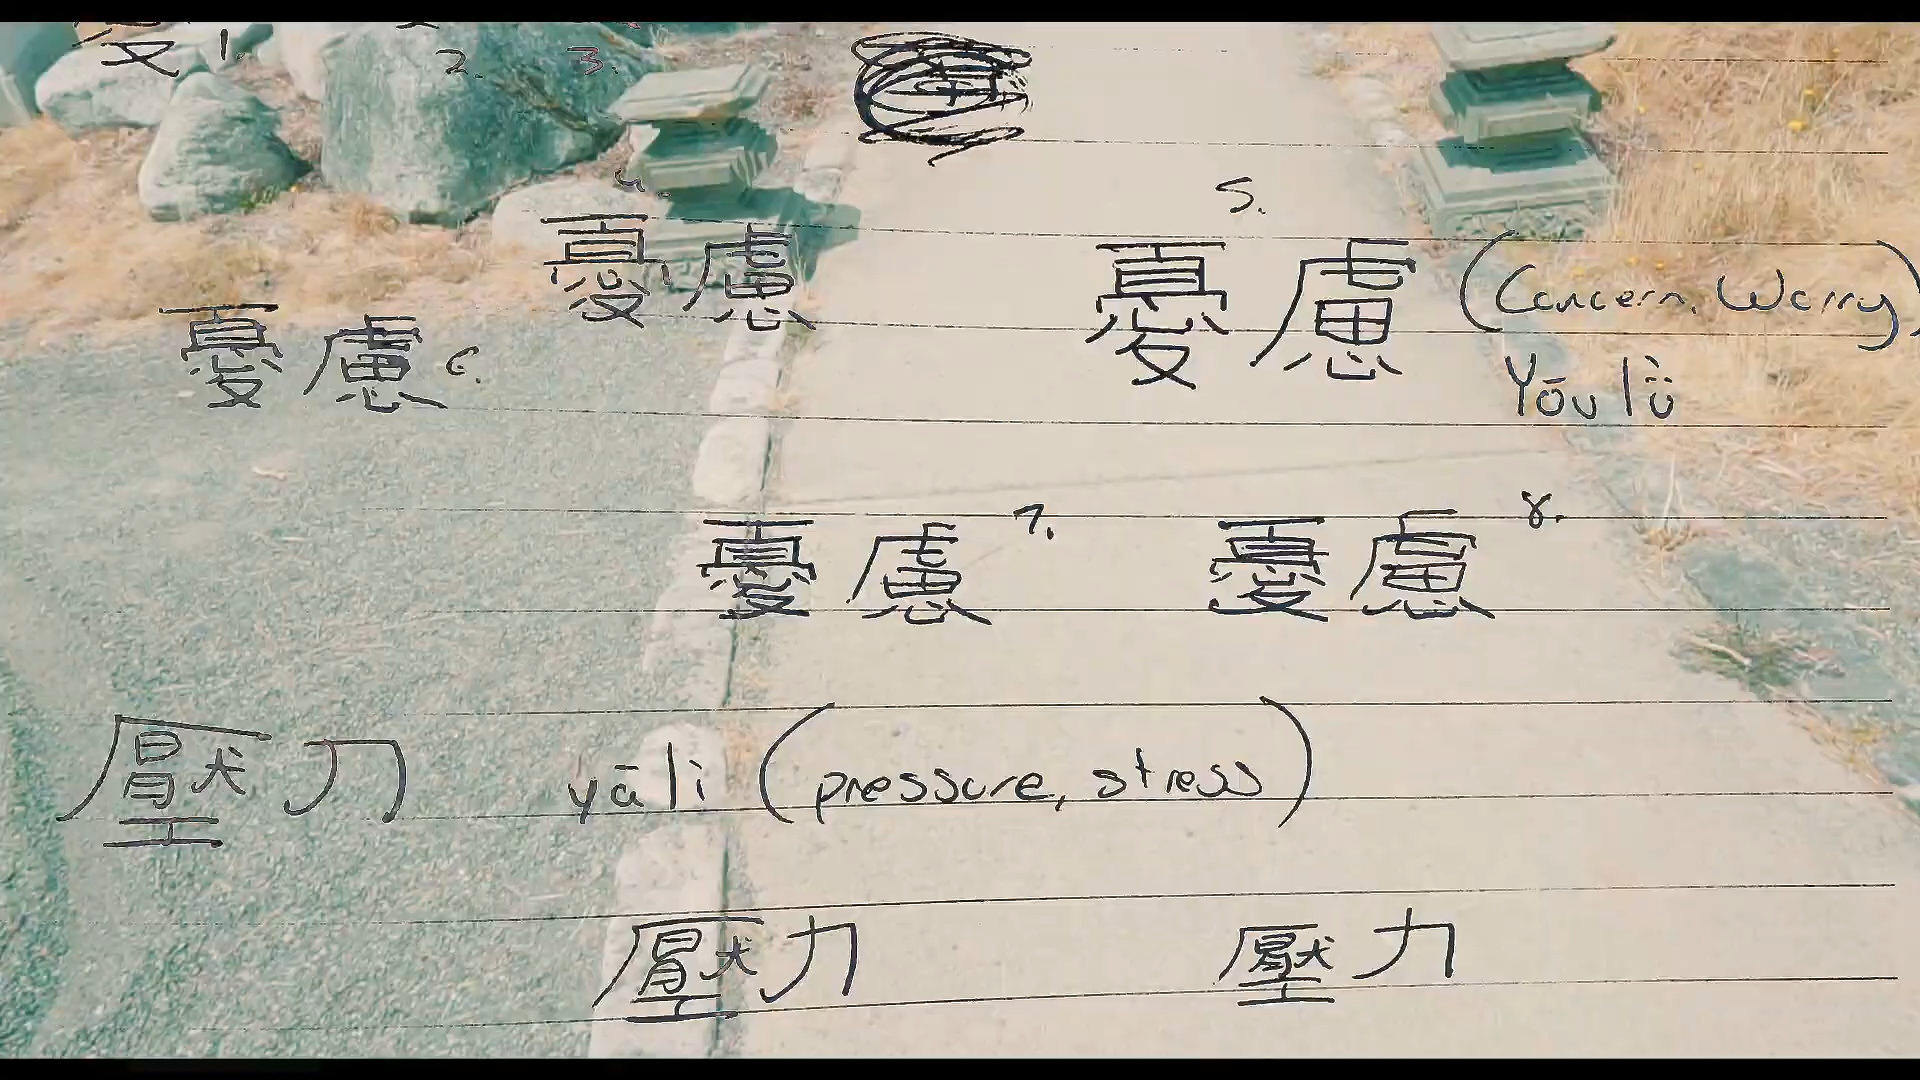 1. 2. 3.
4. 5.
憂慮 憂慮 (Concern, Worry)
憂慮 6. Yōu lǜ
憂慮 7. 憂慮 8.
壓力 yālì (pressure, stress)
壓力 壓力